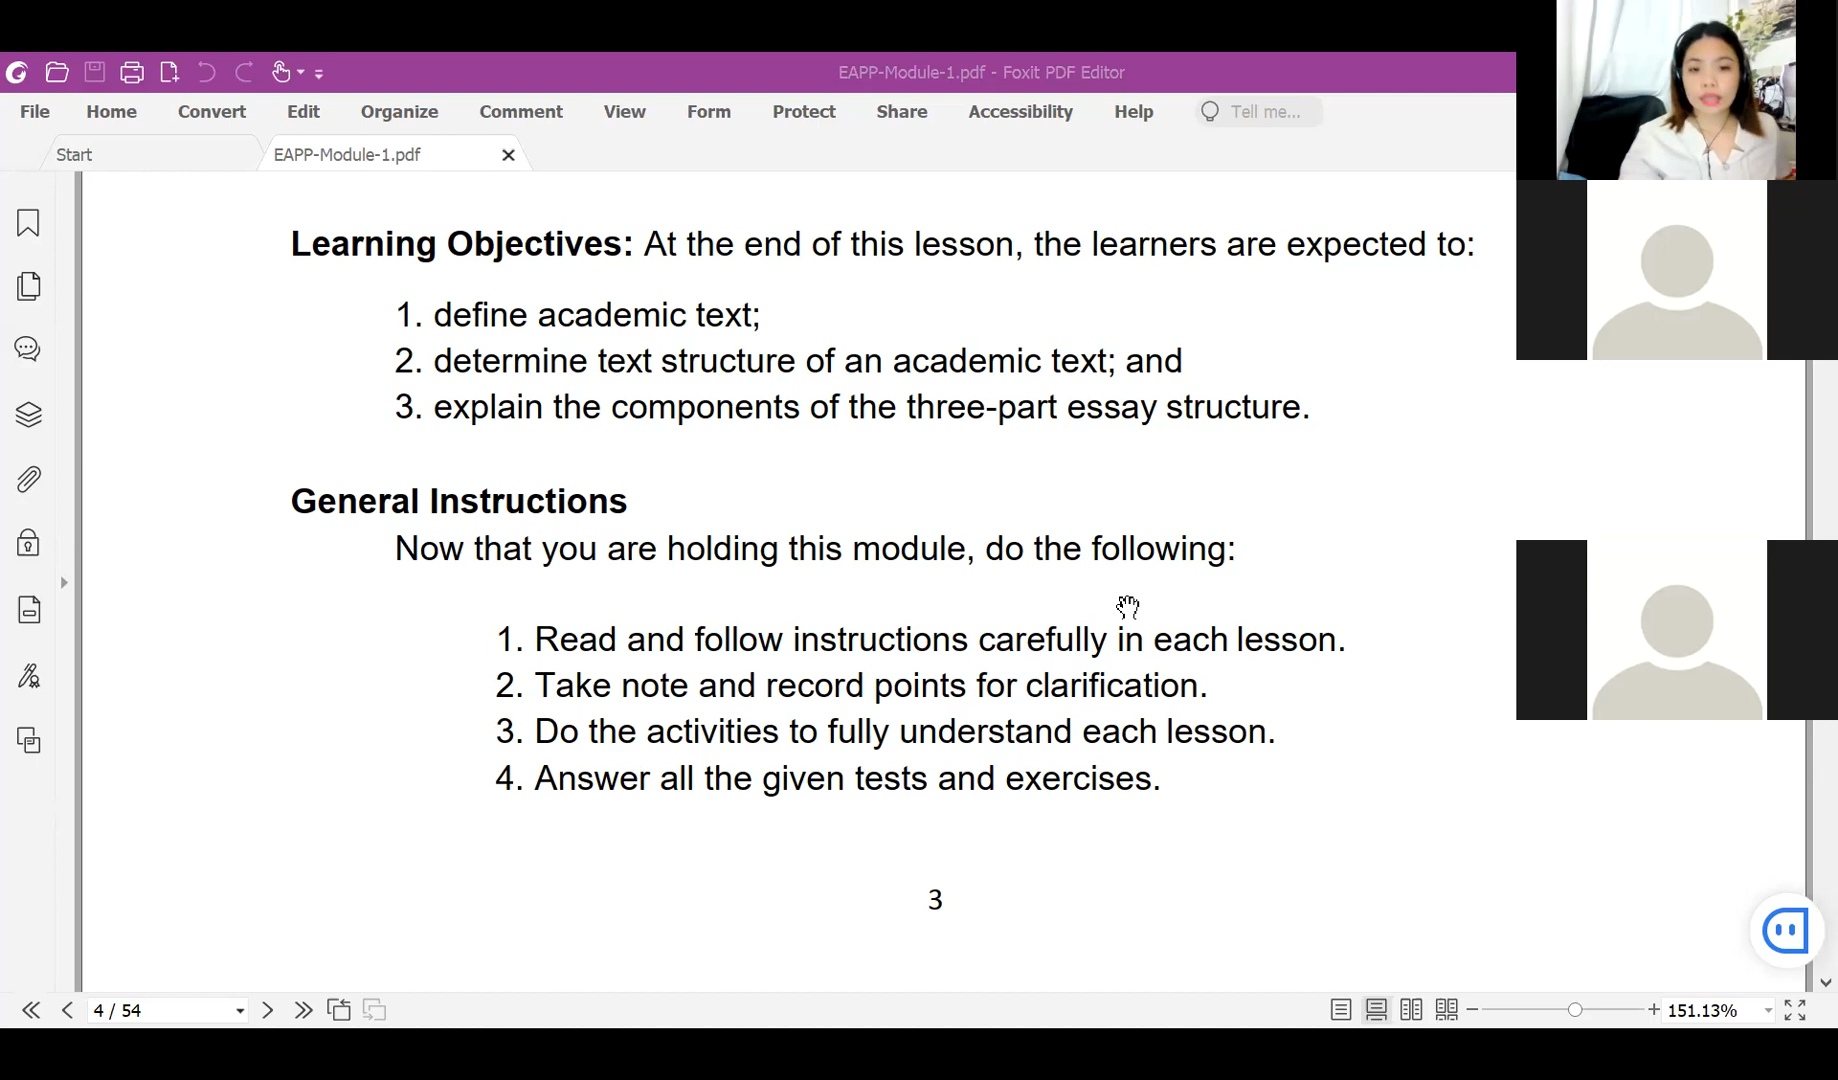 EAPP-Module-1.pdf - Foxit PDF Editor
File Home Convert Edit Organize Comment View Form Protect Share Accessibility Help Tell me...
Start EAPP-Module-1.pdf
Learning Objectives: At the end of this lesson, the learners are expected to:
1. define academic text;
2. determine text structure of an academic text; and
3. explain the components of the three-part essay structure.
General Instructions
Now that you are holding this module, do the following:
1. Read and follow instructions carefully in each lesson.
2. Take note and record points for clarification.
3. Do the activities to fully understand each lesson.
4. Answer all the given tests and exercises.
3
4 / 54 151.13%